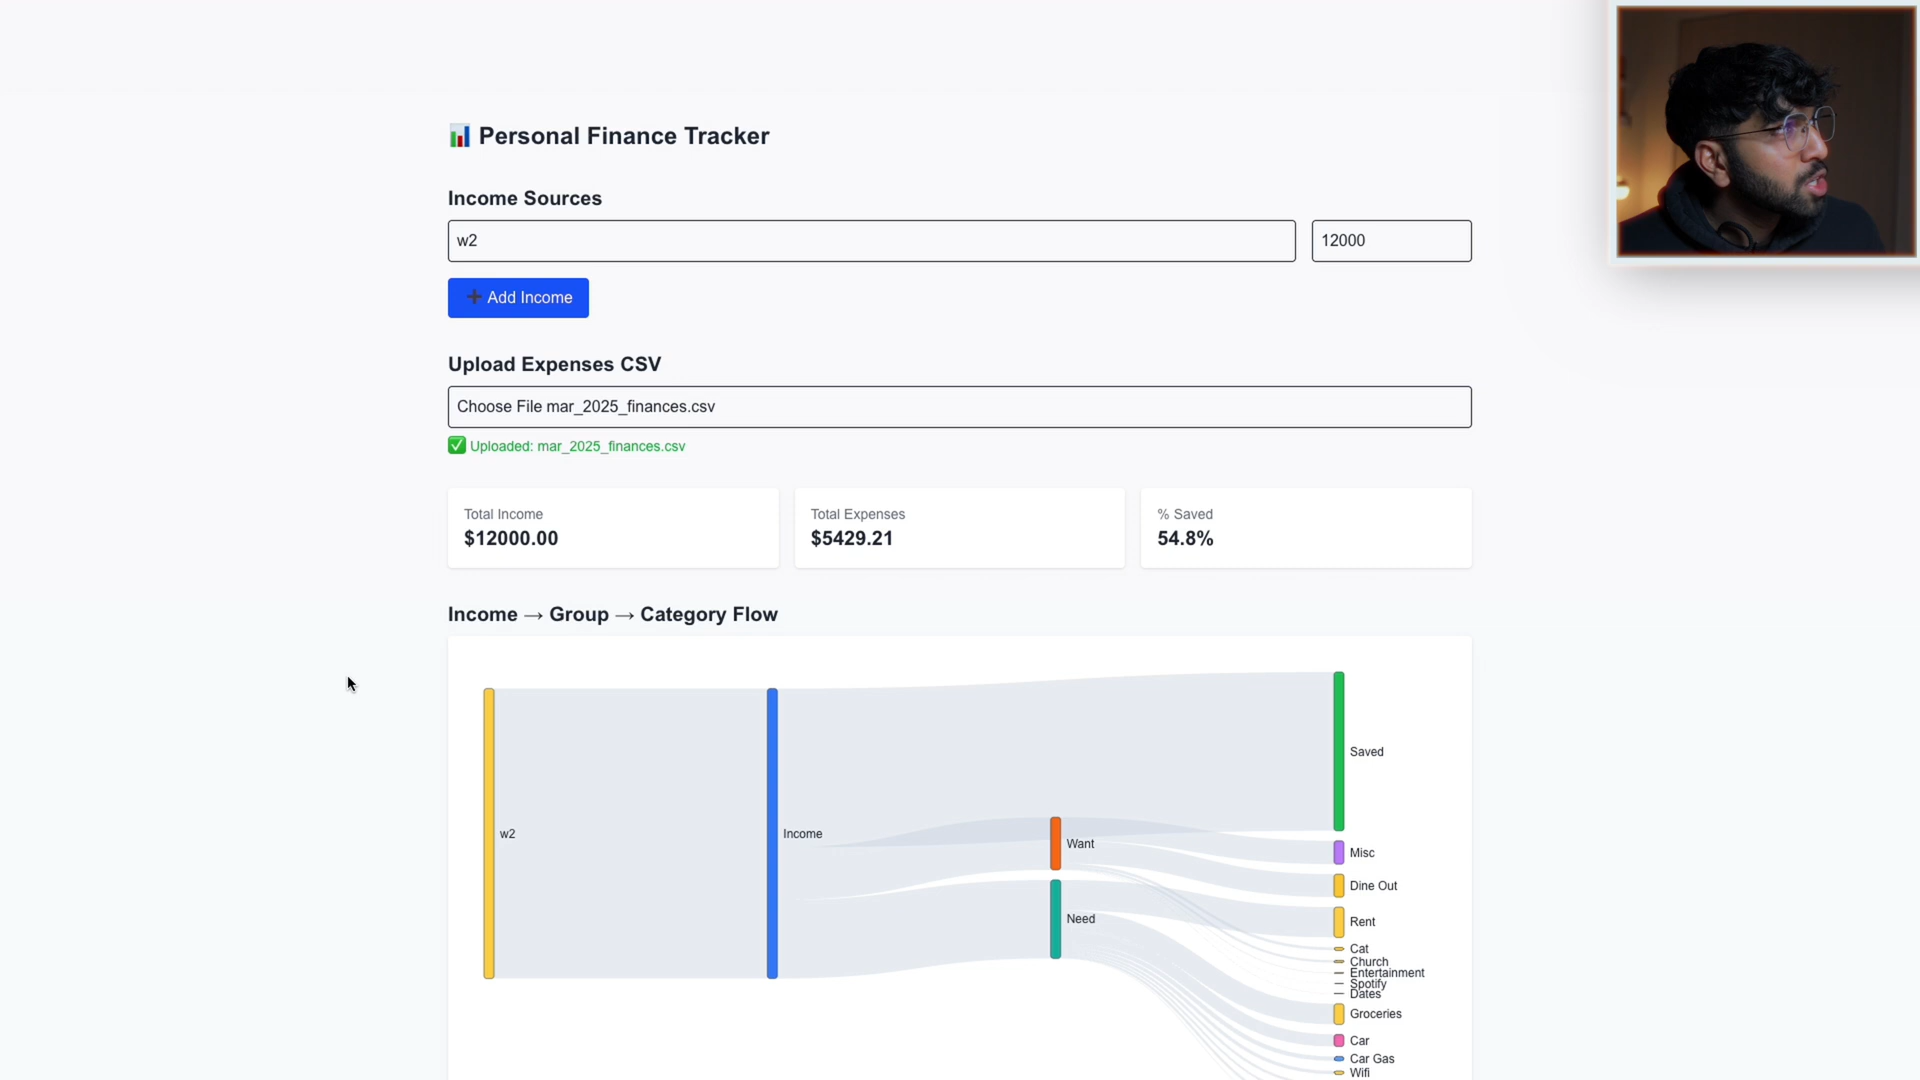 📊 Personal Finance Tracker
Income Sources
w2
12000
➕ Add Income
Upload Expenses CSV
Choose File mar_2025_finances.csv
✅ Uploaded: mar_2025_finances.csv
Total Income
$12000.00
Total Expenses
$5429.21
% Saved
54.8%
Income → Group → Category Flow
w2
Income
Want
Need
Saved
Misc
Dine Out
Rent
Cat
Church
Entertainment
Spotify
Dates
Groceries
Car
Car Gas
Wifi